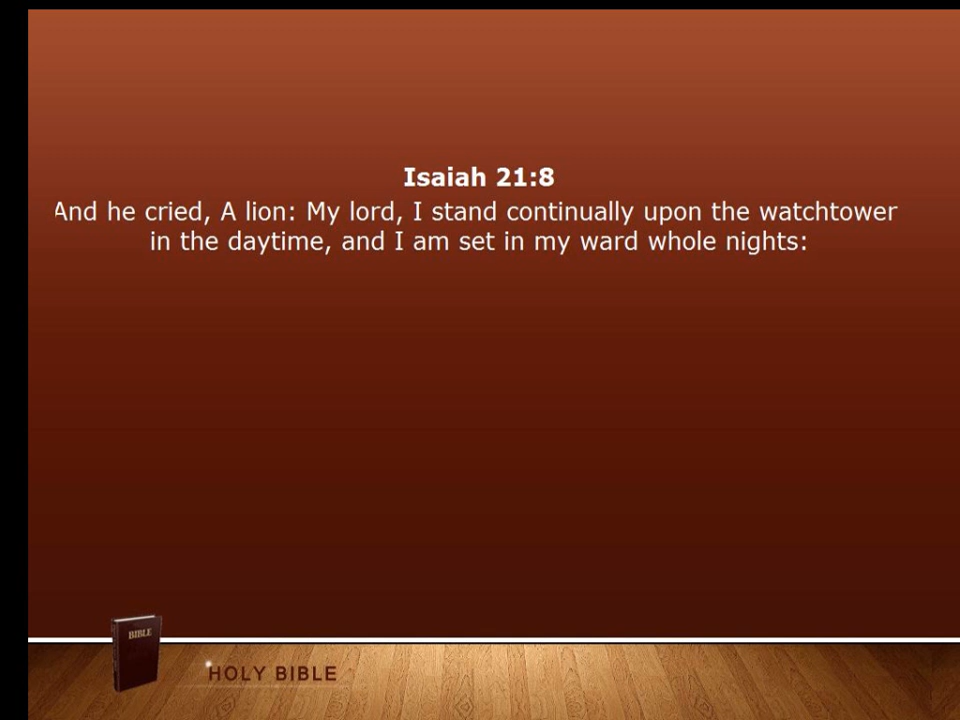 Isaiah 21:8
And he cried, A lion: My lord, I stand continually upon the watchtower
in the daytime, and I am set in my ward whole nights:
BIBLE
HOLY BIBLE